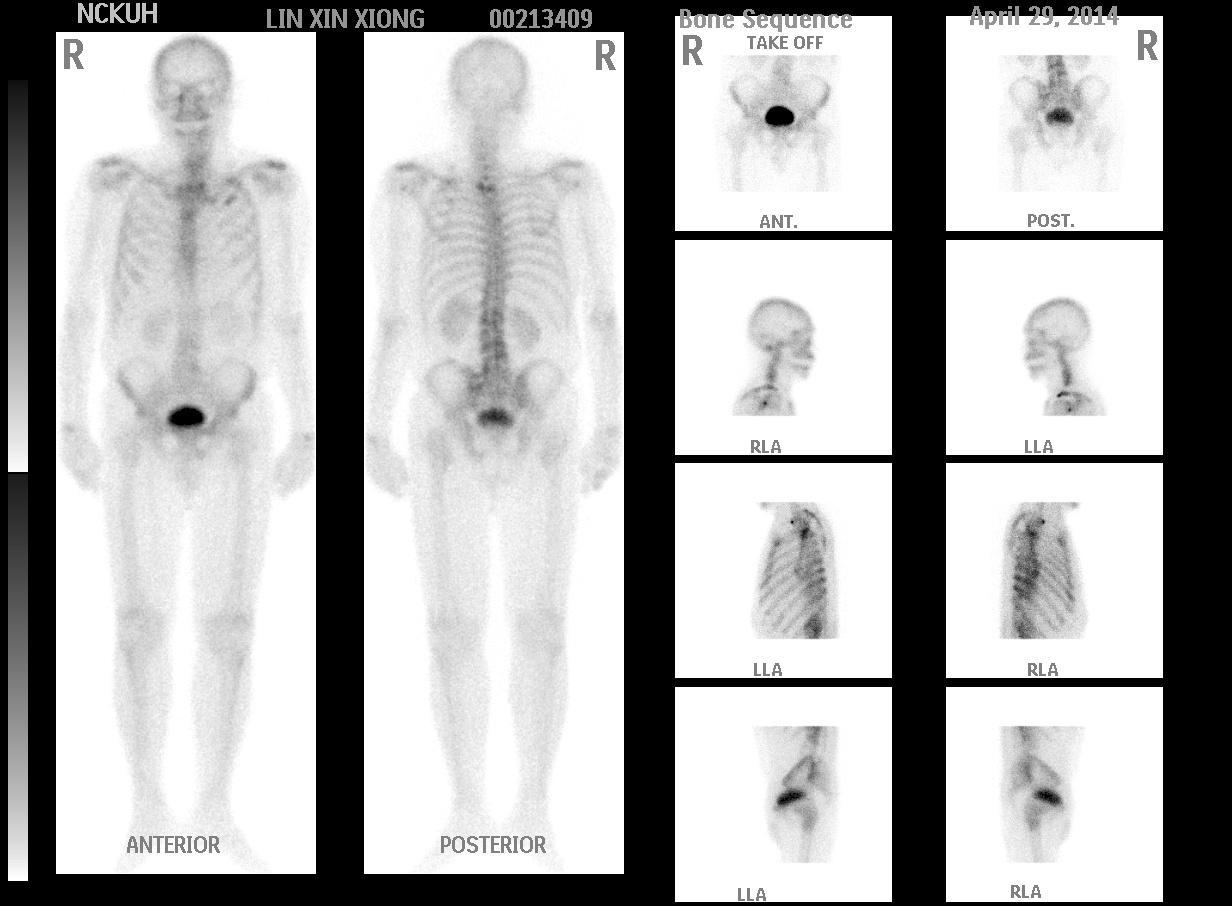 NCKUH LIN XIN XIONG 00213409 Bone Sequence April 29, 2014
R R R TAKE OFF R
ANT. POST.
RLA LLA
LLA RLA
ANTERIOR POSTERIOR
LLA RLA